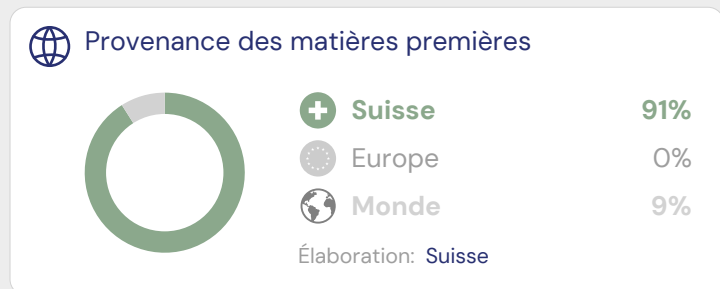 Provenance des matières premières
Suisse 91%
Europe 0%
Monde 9%
Élaboration: Suisse